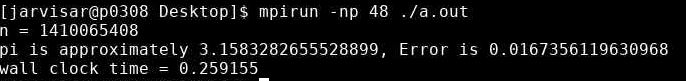 [jarvisar@p0308 Desktop]$ mpirun -np 48 ./a.out
n = 1410065408
pi is approximately 3.1583282655528899, Error is 0.0167356119630968
wall clock time = 0.259155